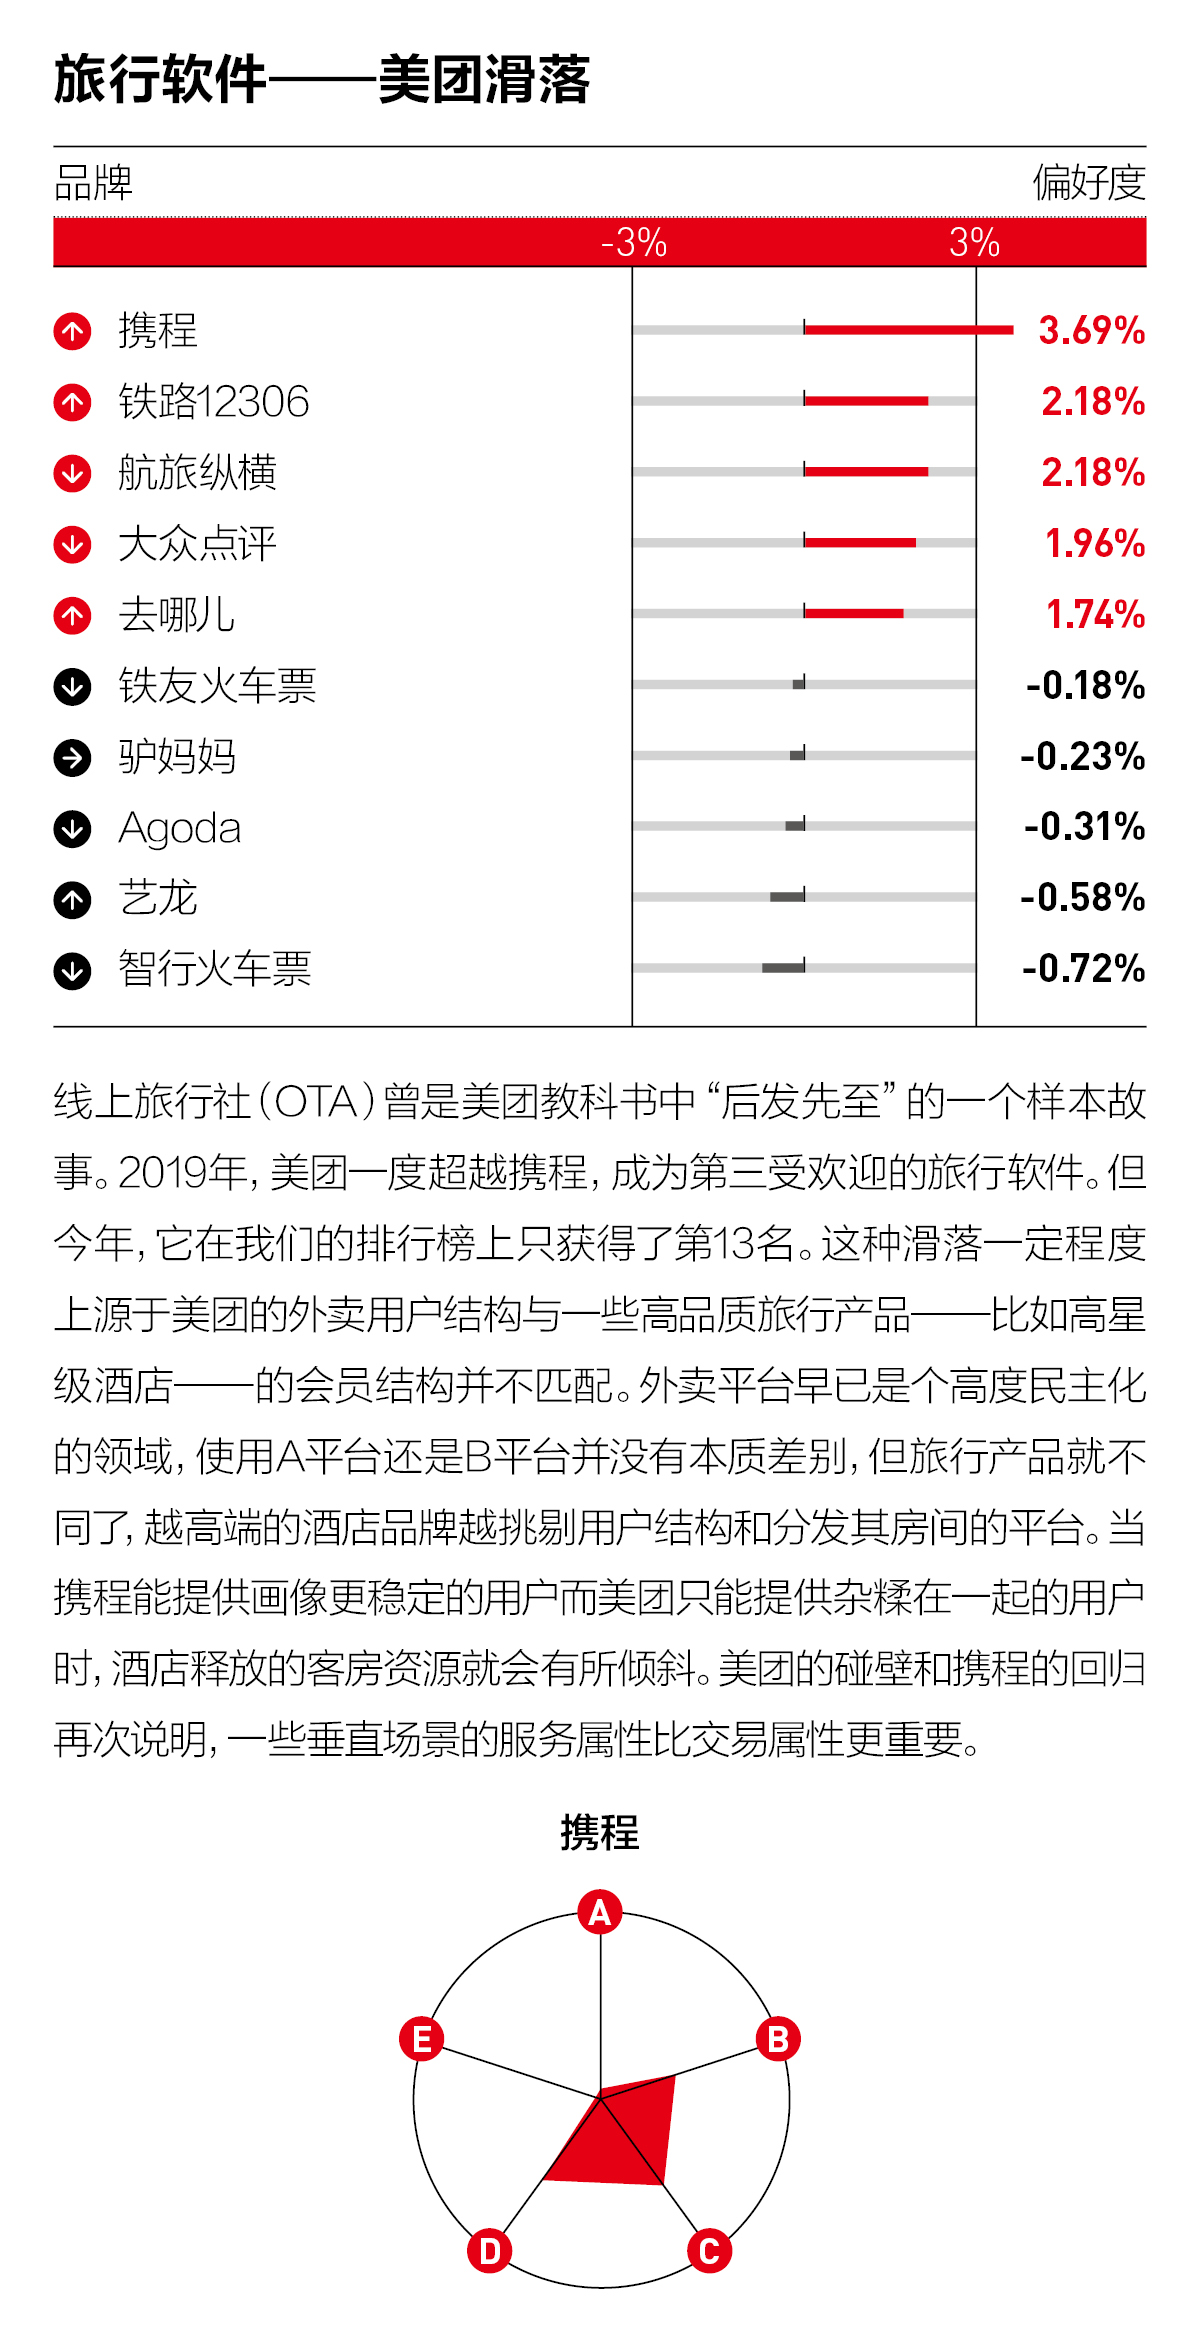 旅行软件——美团滑落
品牌 偏好度
-3% 3%
携程 3.69%
铁路12306 2.18%
航旅纵横 2.18%
大众点评 1.96%
去哪儿 1.74%
铁友火车票 -0.18%
驴妈妈 -0.23%
Agoda -0.31%
艺龙 -0.58%
智行火车票 -0.72%
线上旅行社（OTA）曾是美团教科书中“后发先至”的一个样本故
事。2019年，美团一度超越携程，成为第三受欢迎的旅行软件。但
今年，它在我们的排行榜上只获得了第13名。这种滑落一定程度
上源于美团的外卖用户结构与一些高品质旅行产品——比如高星
级酒店——的会员结构并不匹配。外卖平台早已是个高度民主化
的领域，使用A平台还是B平台并没有本质差别，但旅行产品就不
同了，越高端的酒店品牌越挑剔用户结构和分发其房间的平台。当
携程能提供画像更稳定的用户而美团只能提供杂糅在一起的用户
时，酒店释放的客房资源就会有所倾斜。美团的碰壁和携程的回归
再次说明，一些垂直场景的服务属性比交易属性更重要。
携程
A
B
C
D
E